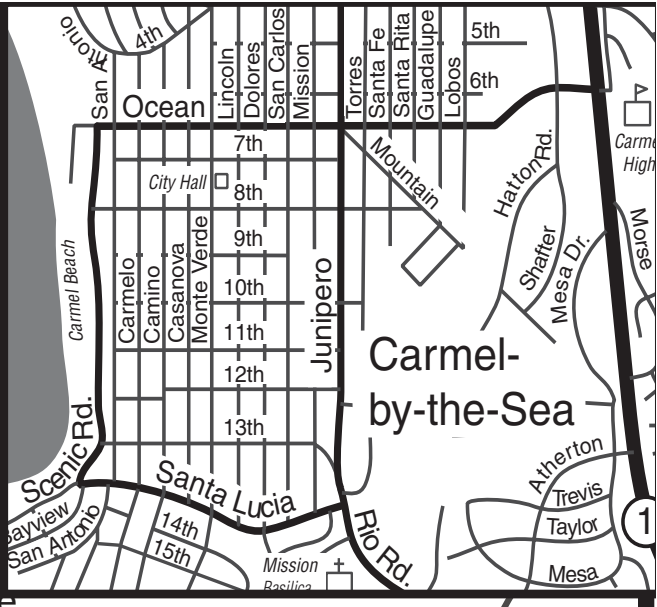 San Antonio
4th
Ocean
Lincoln
Dolores
San Carlos
Mission
Torres
Santa Fe
Santa Rita
Guadalupe
Lobos
5th
6th
Carme
High
7th
City Hall
8th
Mountain
Hatton Rd.
Shafter
Mesa Dr.
Morse
Carmel Beach
Carmelo
Camino
Casanova
Monte Verde
9th
10th
11th
12th
13th
Junipero
Carmel-
by-the-Sea
Scenic Rd.
Santa Lucia
Bayview
San Antonio
14th
15th
Mission
Basilica
Rio Rd.
Atherton
Trevis
Taylor
Mesa
1